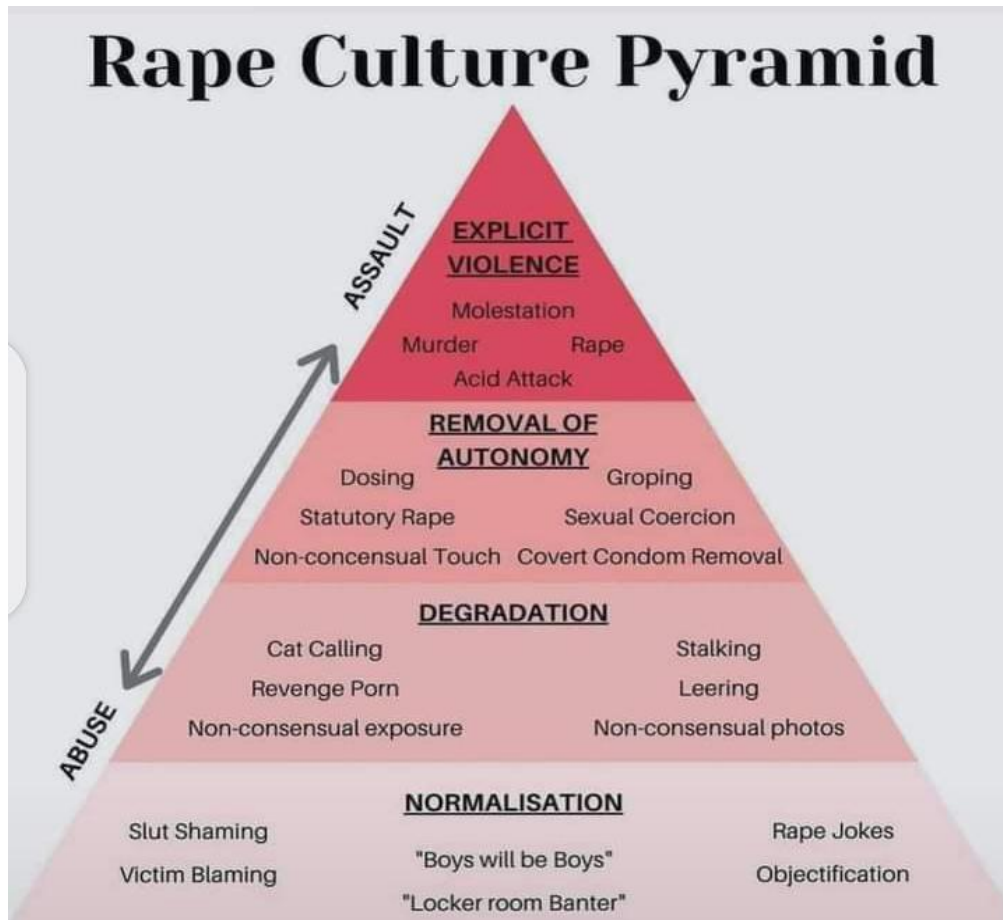 Rape Culture Pyramid
ASSAULT
EXPLICIT
VIOLENCE
Molestation
Murder Rape
Acid Attack
REMOVAL OF
AUTONOMY
Dosing Groping
Statutory Rape Sexual Coercion
Non-concensual Touch Covert Condom Removal
DEGRADATION
Cat Calling Stalking
Revenge Porn Leering
Non-consensual exposure Non-consensual photos
ABUSE
NORMALISATION
Slut Shaming Rape Jokes
"Boys will be Boys"
Victim Blaming Objectification
"Locker room Banter"